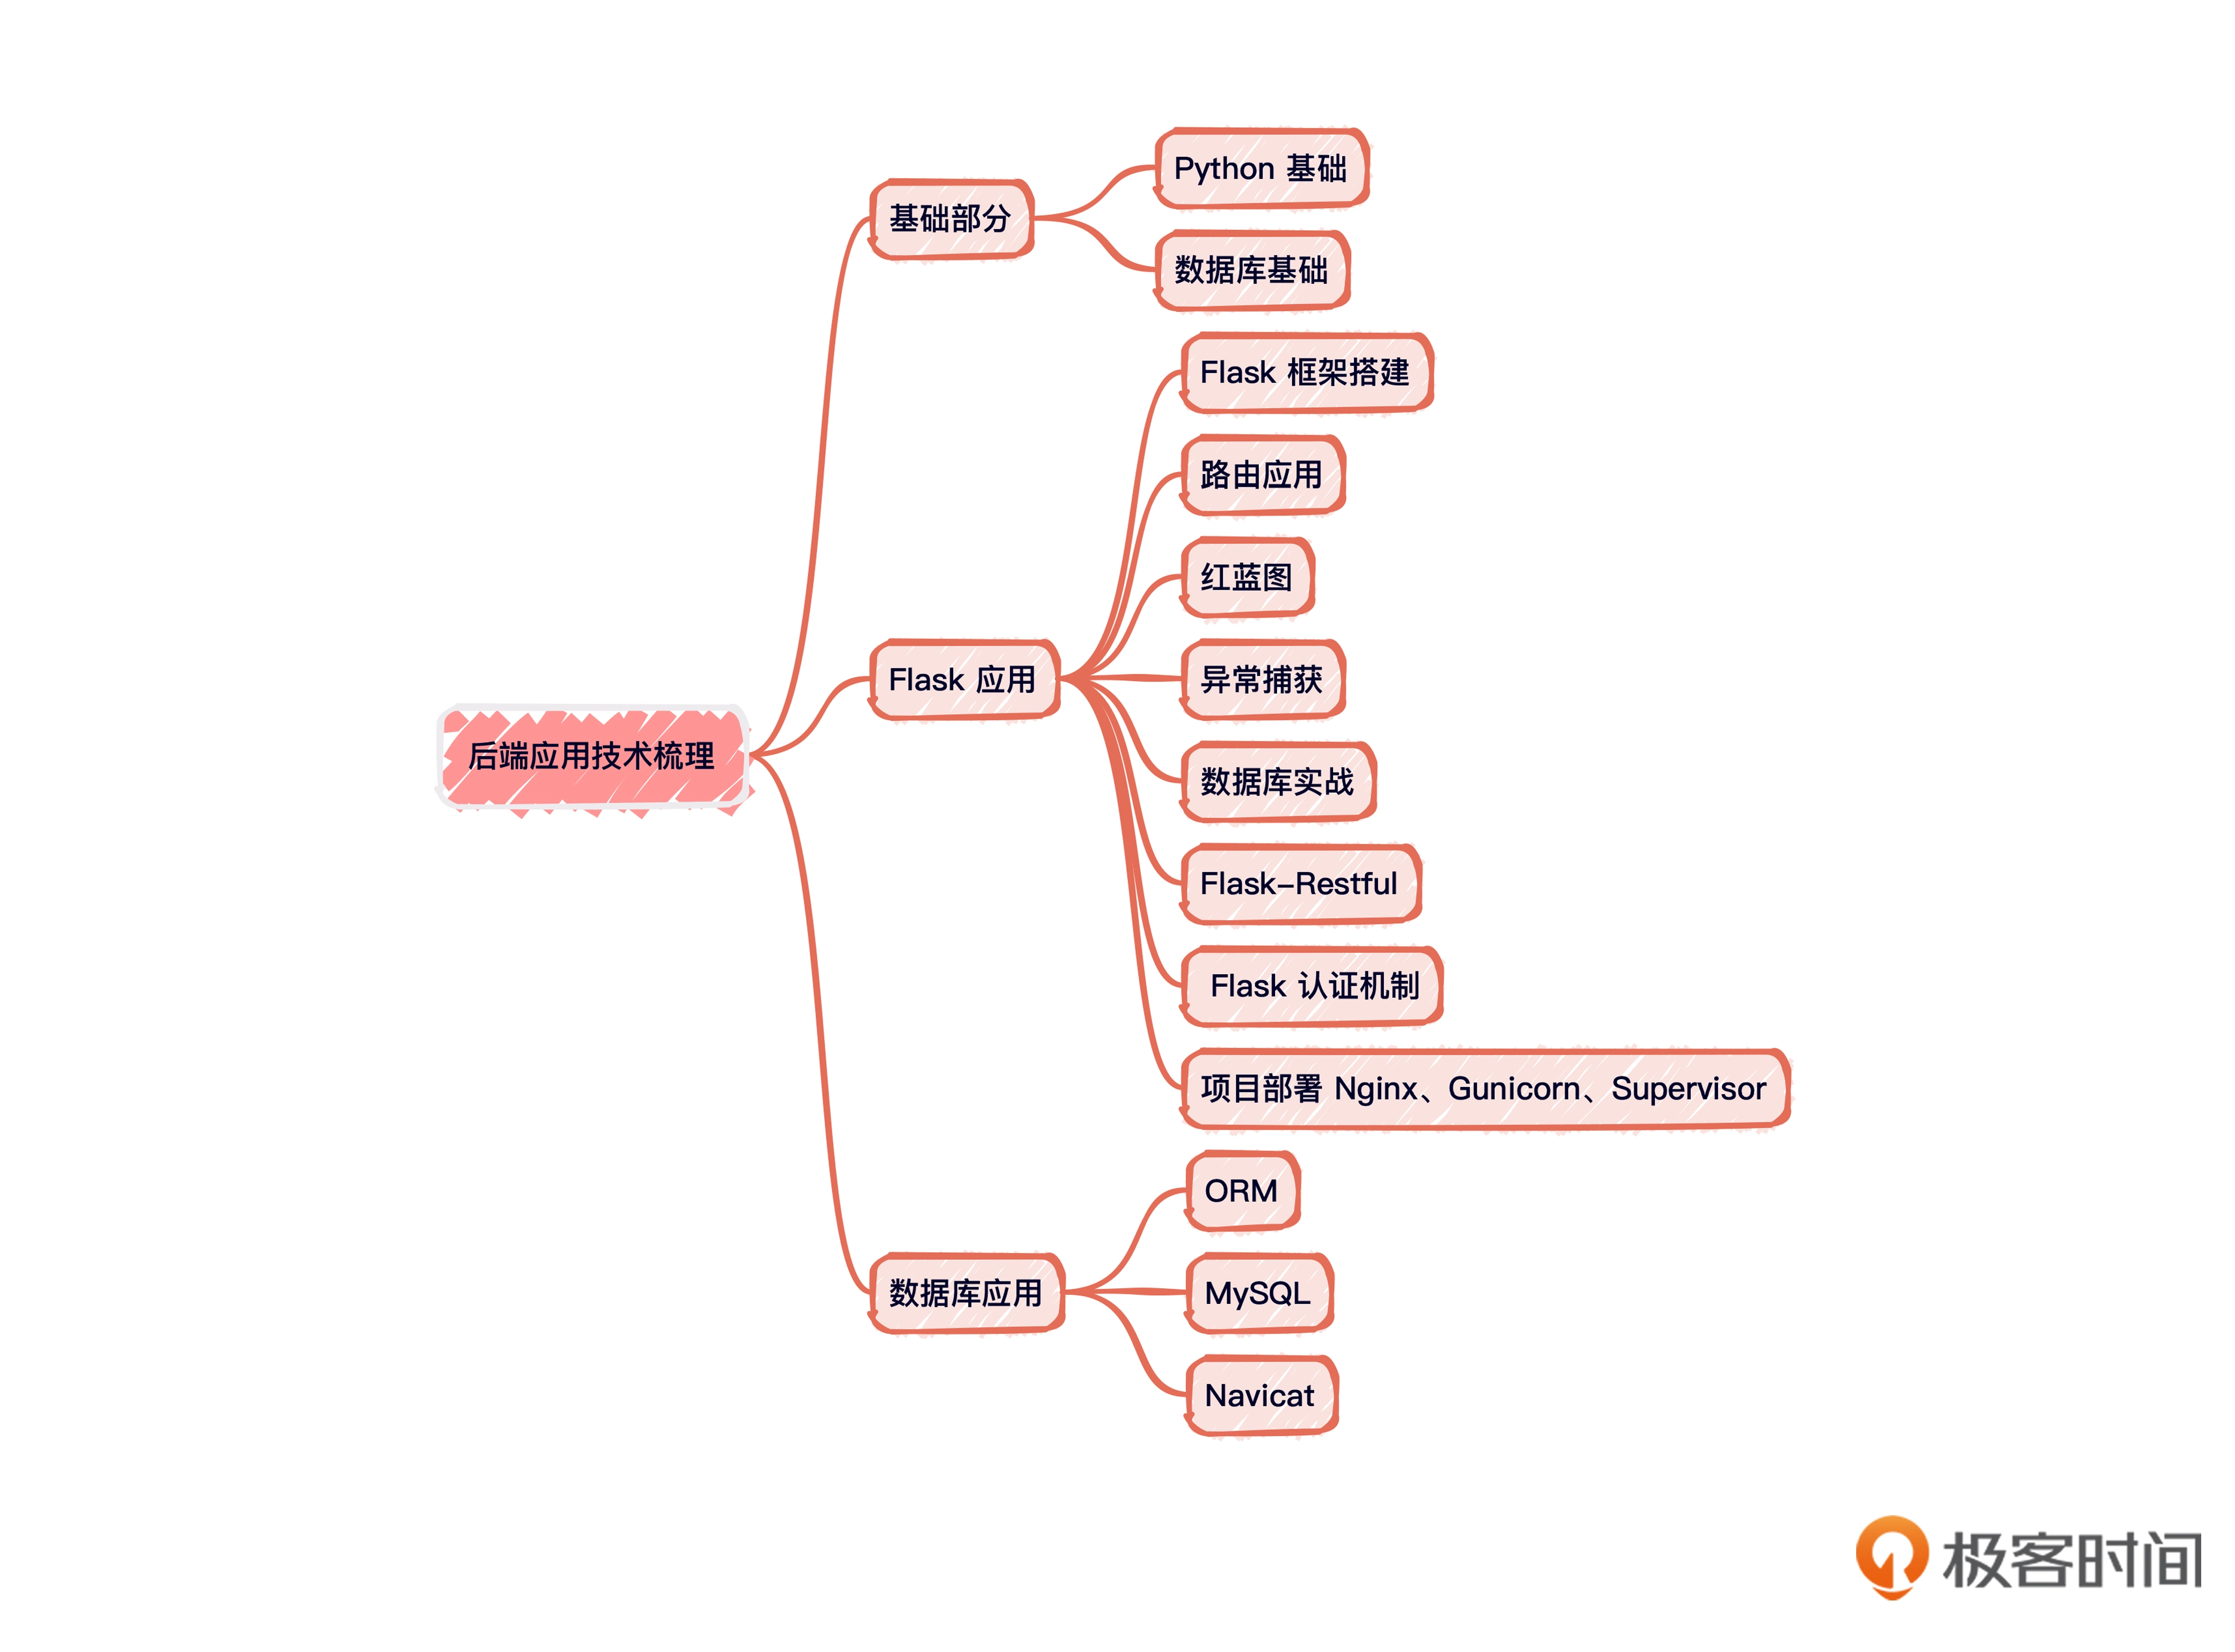 后端应用技术梳理
基础部分
Python 基础
数据库基础
Flask 应用
Flask 框架搭建
路由应用
红蓝图
异常捕获
数据库实战
Flask-Restful
Flask 认证机制
项目部署 Nginx、Gunicorn、Supervisor
数据库应用
ORM
MySQL
Navicat
极客时间